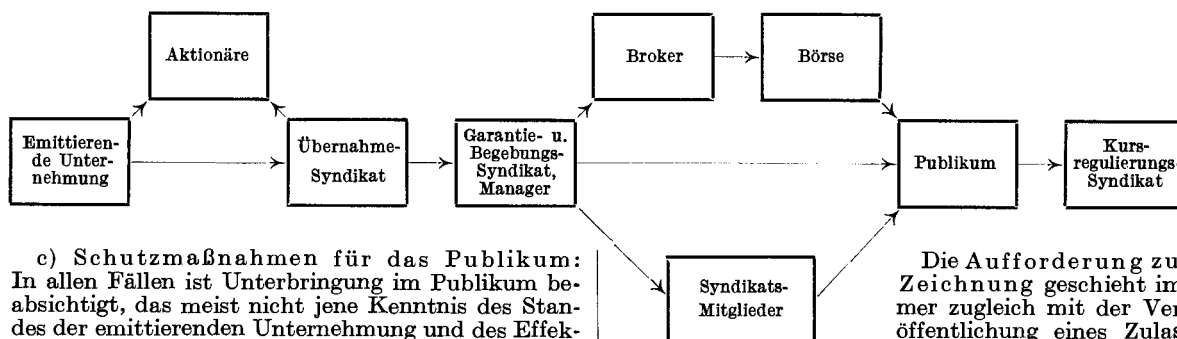 Aktionäre
Broker
Börse
Emittieren-
de Unter-
nehmung
Übernahme-
Syndikat
Garantie- u.
Begebungs-
Syndikat,
Manager
Publikum
Kurs-
regulierungs-
Syndikat
Syndikats-
Mitglieder
c) Schutzmaßnahmen für das Publikum:
In allen Fällen ist Unterbringung im Publikum be-
absichtigt, das meist nicht jene Kenntnis des Stan-
des der emittierenden Unternehmung und des Effek-
Die Aufforderung zu
Zeichnung geschieht im
mer zugleich mit der Ver
öffentlichung eines Zulas